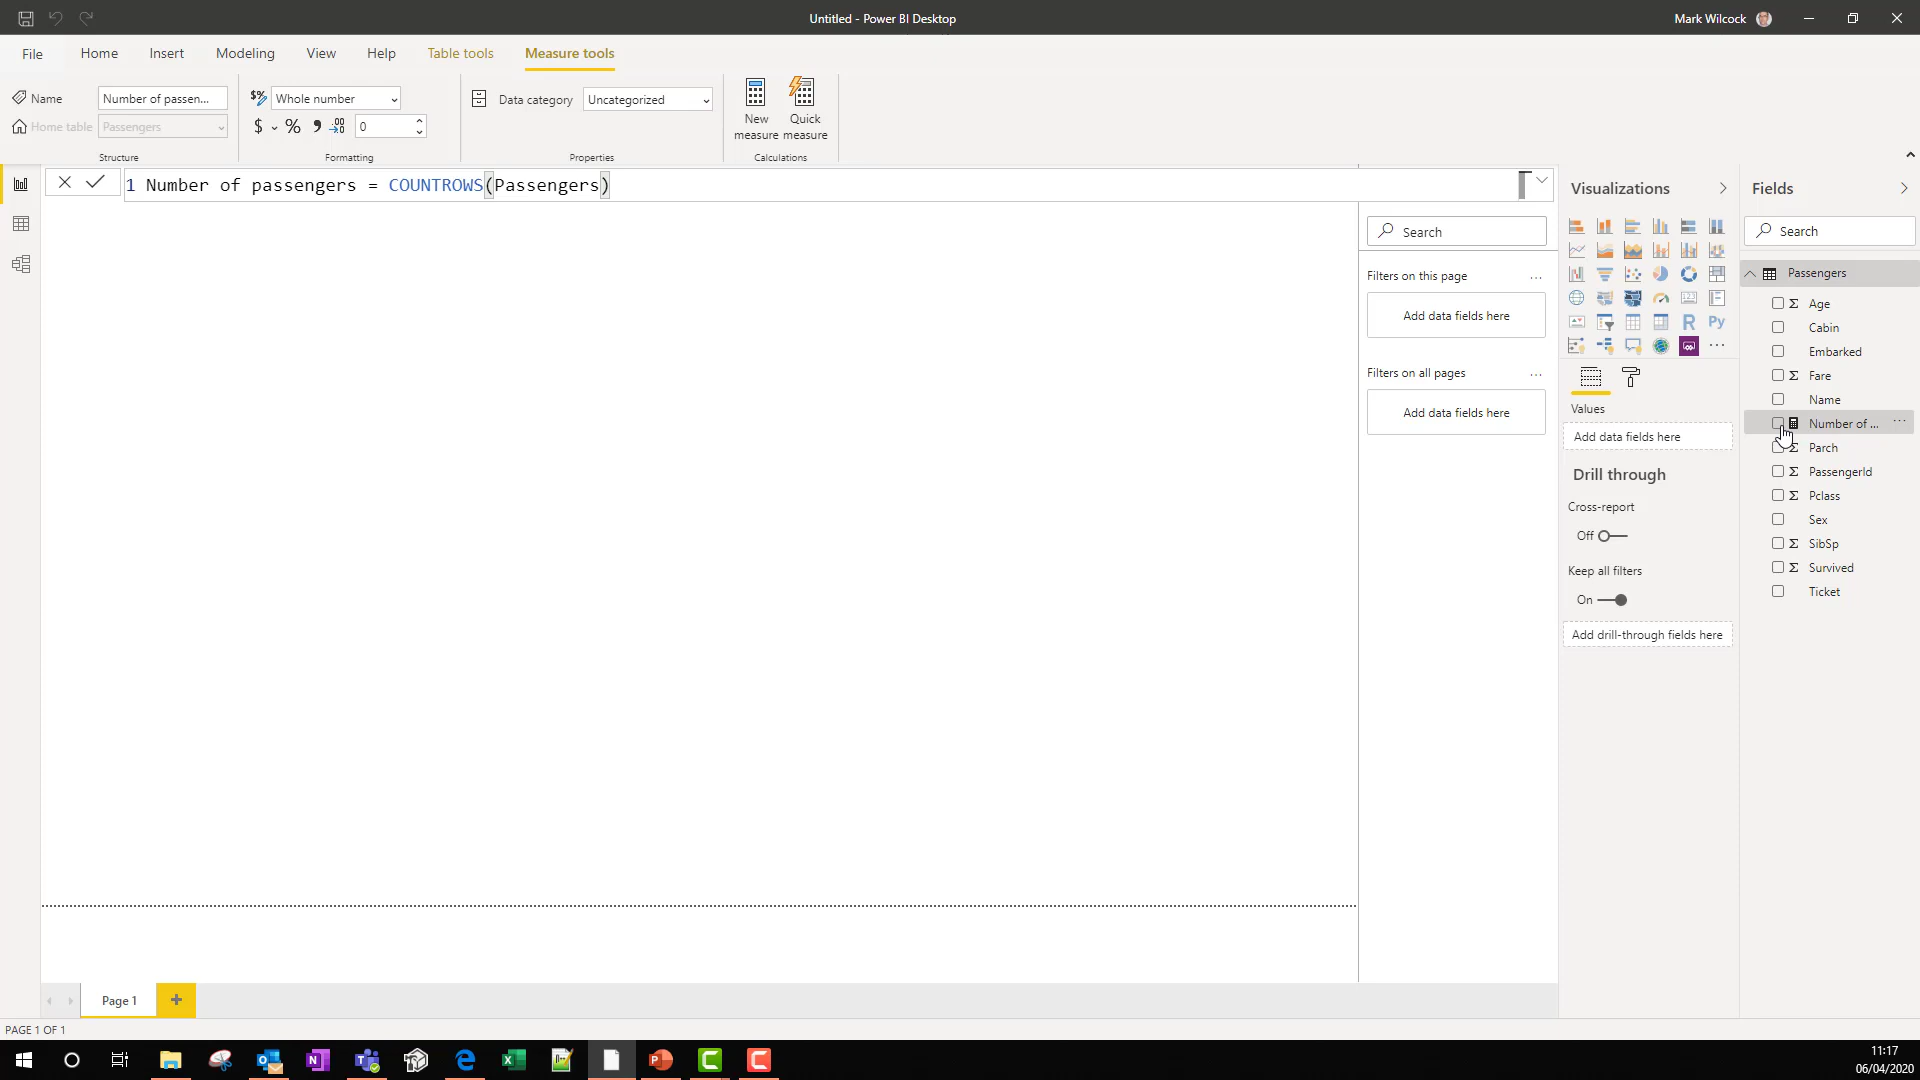 Untitled - Power BI Desktop
Mark Wilcock
File
Home
Insert
Modeling
View
Help
Table tools
Measure tools
Name
Number of passen...
Home table
Passengers
Structure
Whole number
$
%
0
Formatting
Data category
Uncategorized
Properties
New measure
Quick measure
Calculations
1 Number of passengers = COUNTROWS(Passengers)
Search
Filters on this page
...
Add data fields here
Filters on all pages
...
Add data fields here
Visualizations
R
Py
...
Values
Add data fields here
Drill through
Cross-report
Off
Keep all filters
On
Add drill-through fields here
Fields
Search
Passengers
Age
Cabin
Embarked
Fare
Name
Number of ...
...
Parch
PassengerId
Pclass
Sex
SibSp
Survived
Ticket
Page 1
PAGE 1 OF 1
11:17
06/04/2020